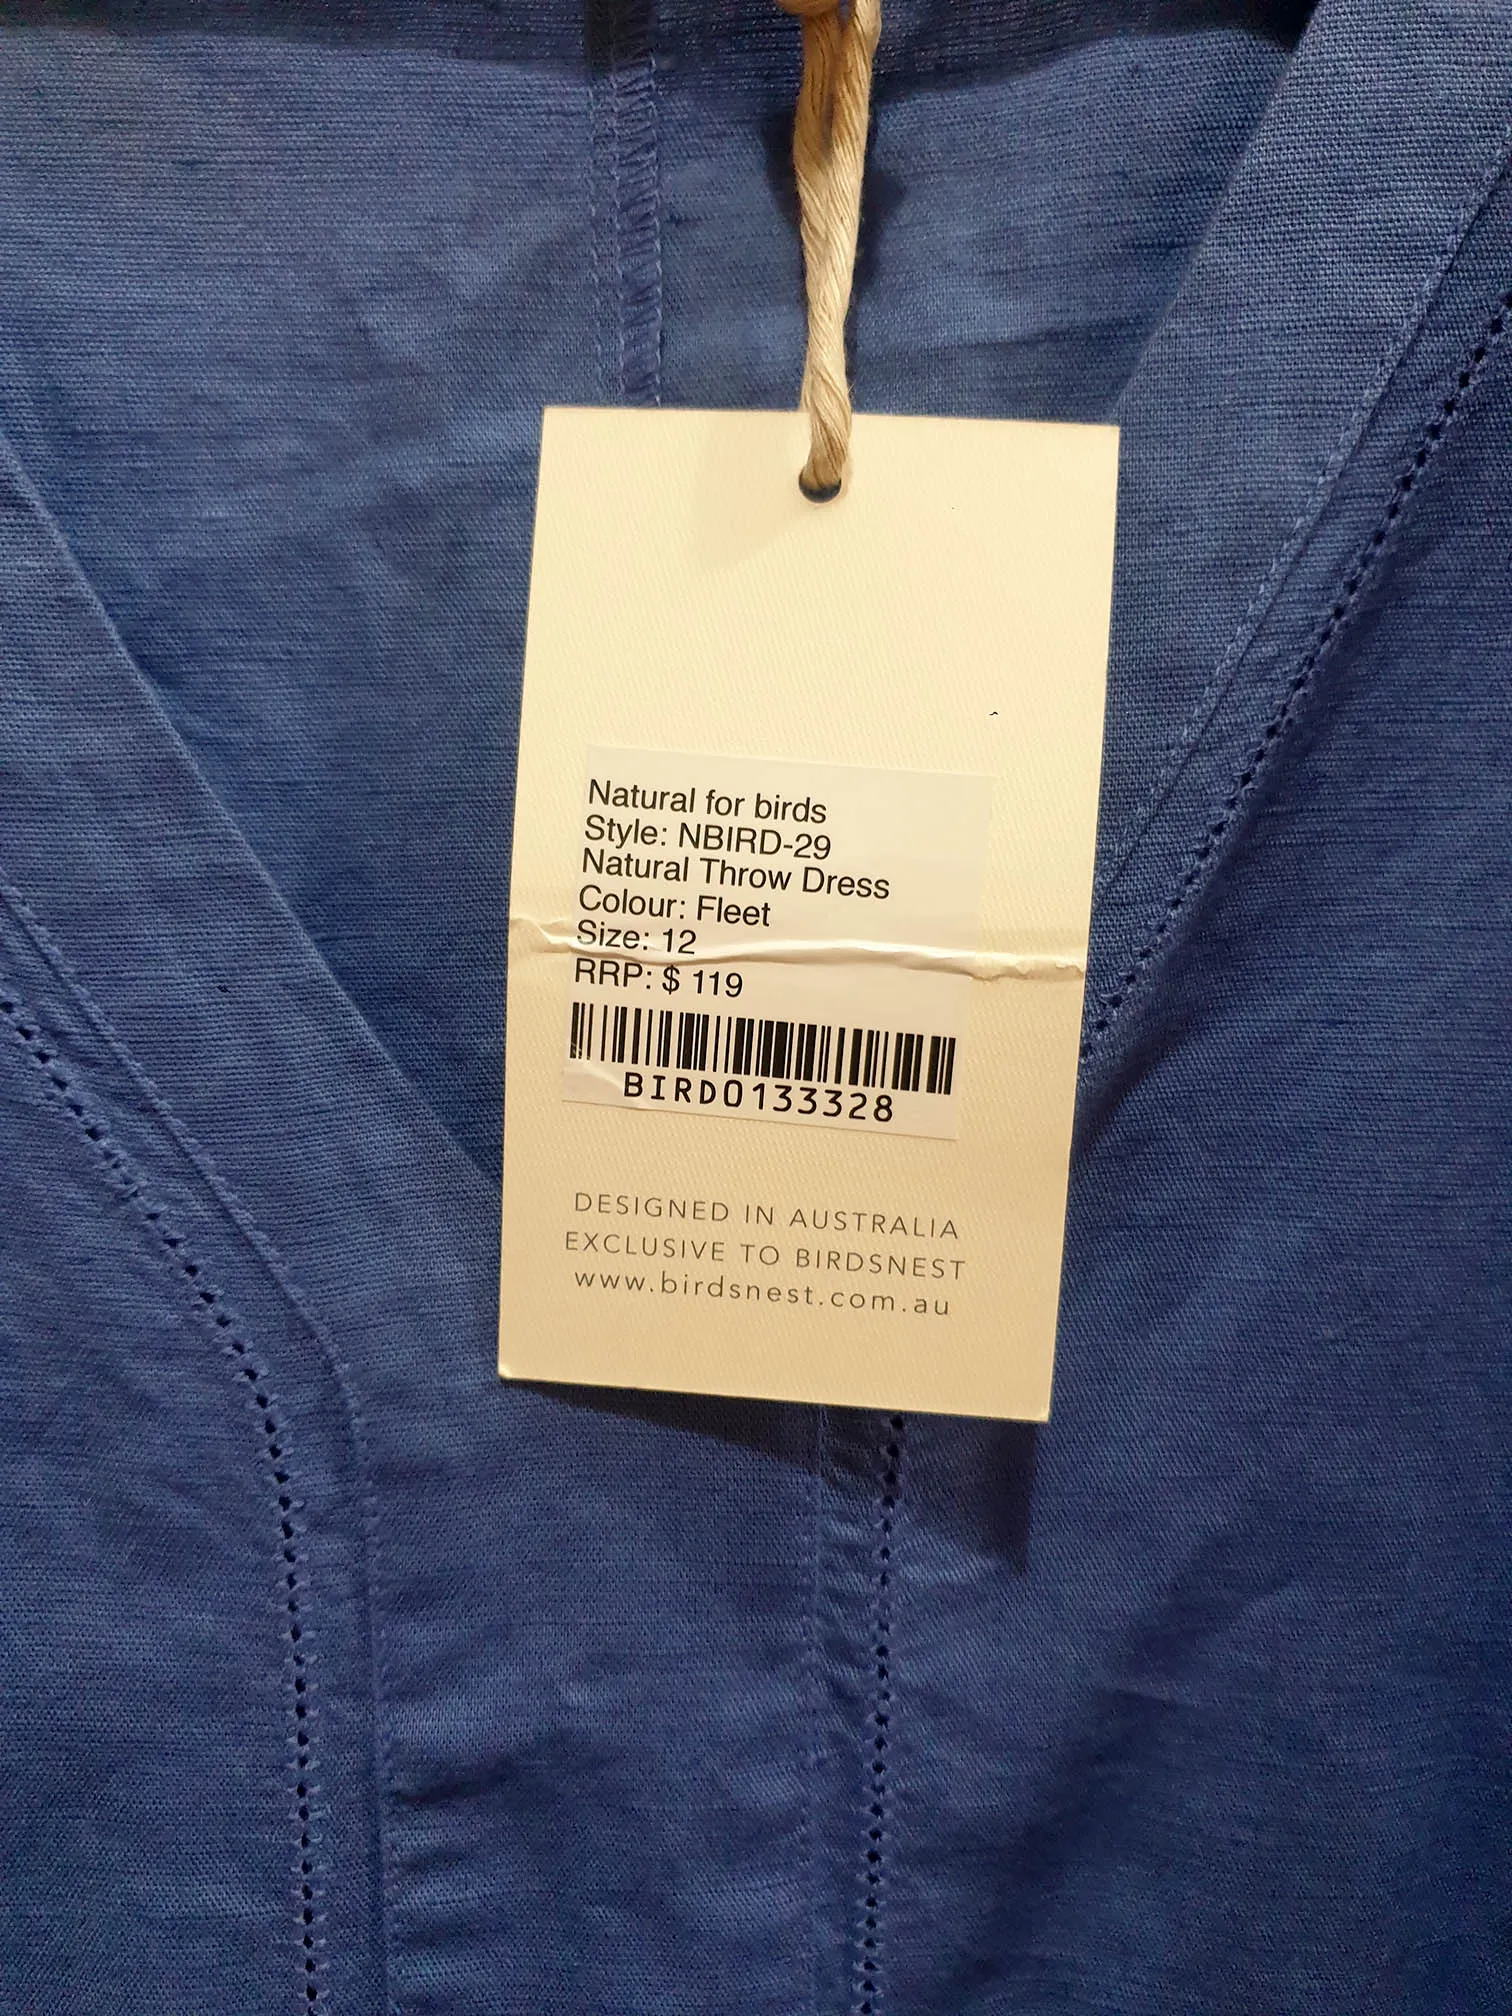 Natural for birds
Style: NBIRD-29
Natural Throw Dress
Colour: Fleet
Size: 12
RRP: $ 119
BIRD0133328
DESIGNED IN AUSTRALIA
EXCLUSIVE TO BIRDSNEST
www.birdsnest.com.au